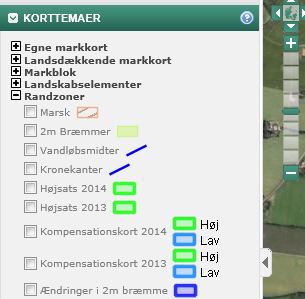 KORTTEMAER
Egne markkort
Landsdækkende markkort
Markblok
Landskabselementer
Randzoner
Marsk
2m Bræmmer
Vandløbsmidter
Kronekanter
Højsats 2014
Højsats 2013
Kompensationskort 2014 Høj
Lav
Kompensationskort 2013 Høj
Lav
Ændringer i 2m bræmme